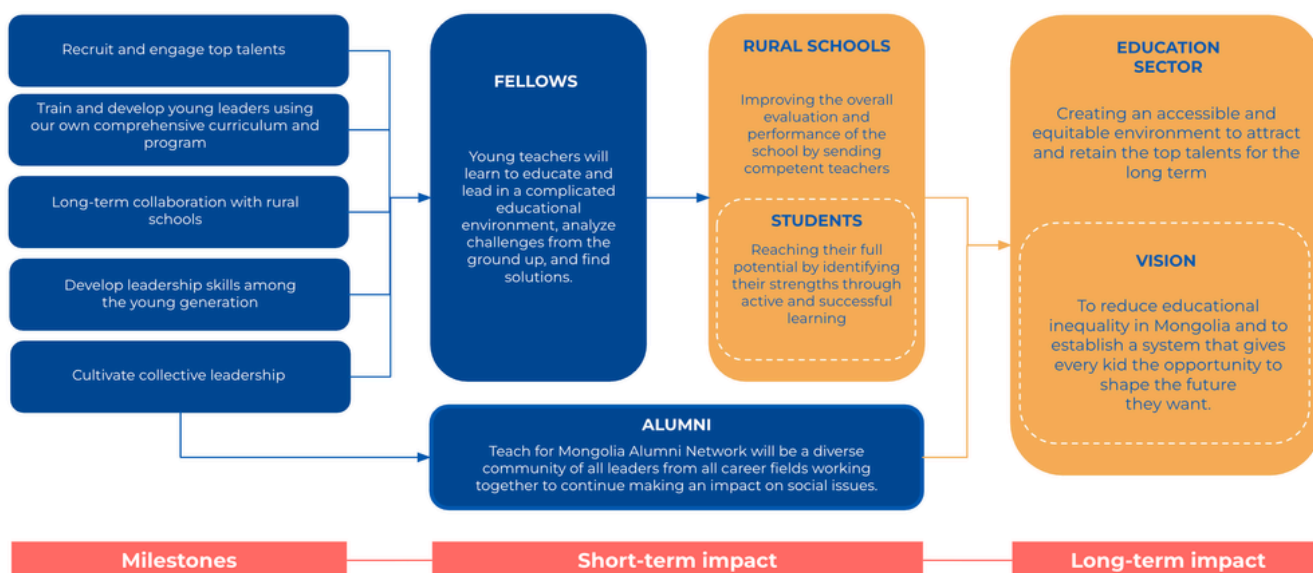 Recruit and engage top talents
Train and develop young leaders using
our own comprehensive curriculum and
program
Long-term collaboration with rural
schools
Develop leadership skills among
the young generation
Cultivate collective leadership
FELLOWS
Young teachers will
learn to educate and
lead in a complicated
educational
environment, analyze
challenges from the
ground up, and find
solutions.
RURAL SCHOOLS
Improving the overall
evaluation and
performance of the
school by sending
competent teachers
STUDENTS
Reaching their full
potential by identifying
their strengths through
active and successful
learning
ALUMNI
Teach for Mongolia Alumni Network will be a diverse
community of all leaders from all career fields working
together to continue making an impact on social issues.
EDUCATION
SECTOR
Creating an accessible and
equitable environment to attract
and retain the top talents for the
long term
VISION
To reduce educational
inequality in Mongolia and to
establish a system that gives
every kid the opportunity to
shape the future
they want.
Milestones
Short-term impact
Long-term impact